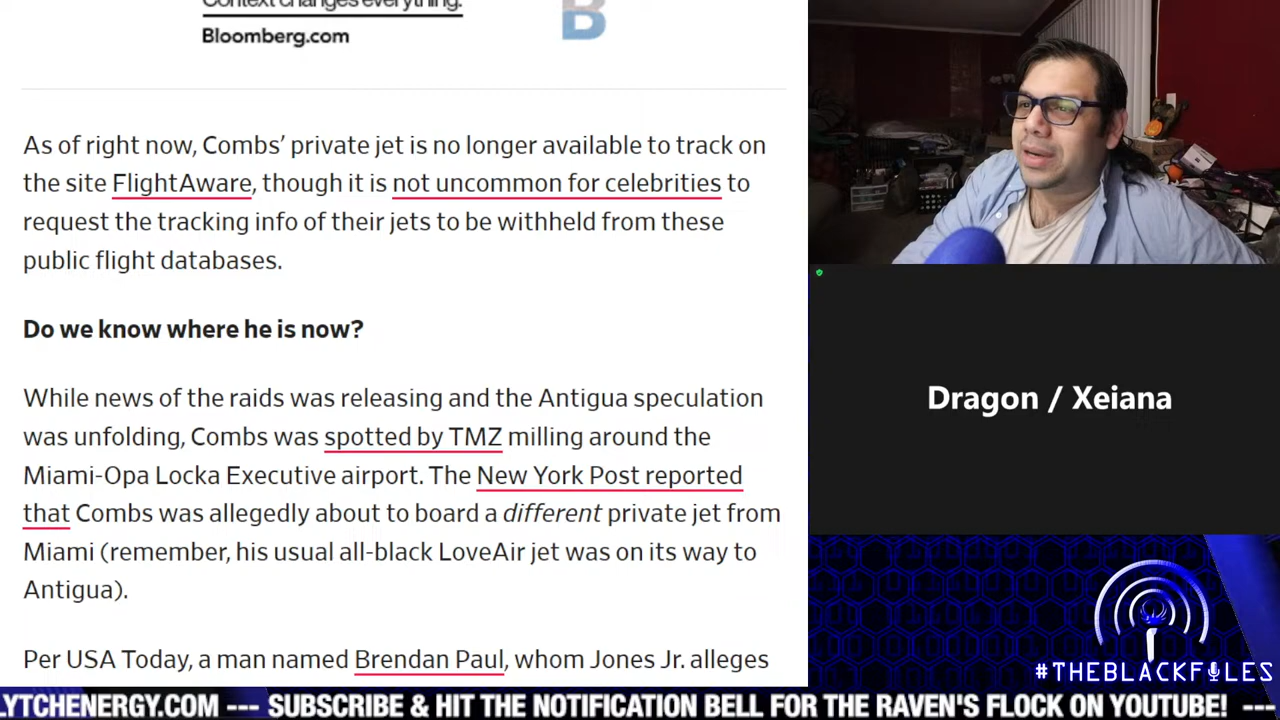 Context changes everything.
Bloomberg.com
B
As of right now, Combs’ private jet is no longer available to track on
the site FlightAware, though it is not uncommon for celebrities to
request the tracking info of their jets to be withheld from these
public flight databases.
Do we know where he is now?
While news of the raids was releasing and the Antigua speculation
was unfolding, Combs was spotted by TMZ milling around the
Miami-Opa Locka Executive airport. The New York Post reported
that Combs was allegedly about to board a different private jet from
Miami (remember, his usual all-black LoveAir jet was on its way to
Antigua).
Per USA Today, a man named Brendan Paul, whom Jones Jr. alleges
Dragon / Xeiana
#THEBLACKFILES
LYTCHENERGY.COM --- SUBSCRIBE & HIT THE NOTIFICATION BELL FOR THE RAVEN'S FLOCK ON YOUTUBE! ---